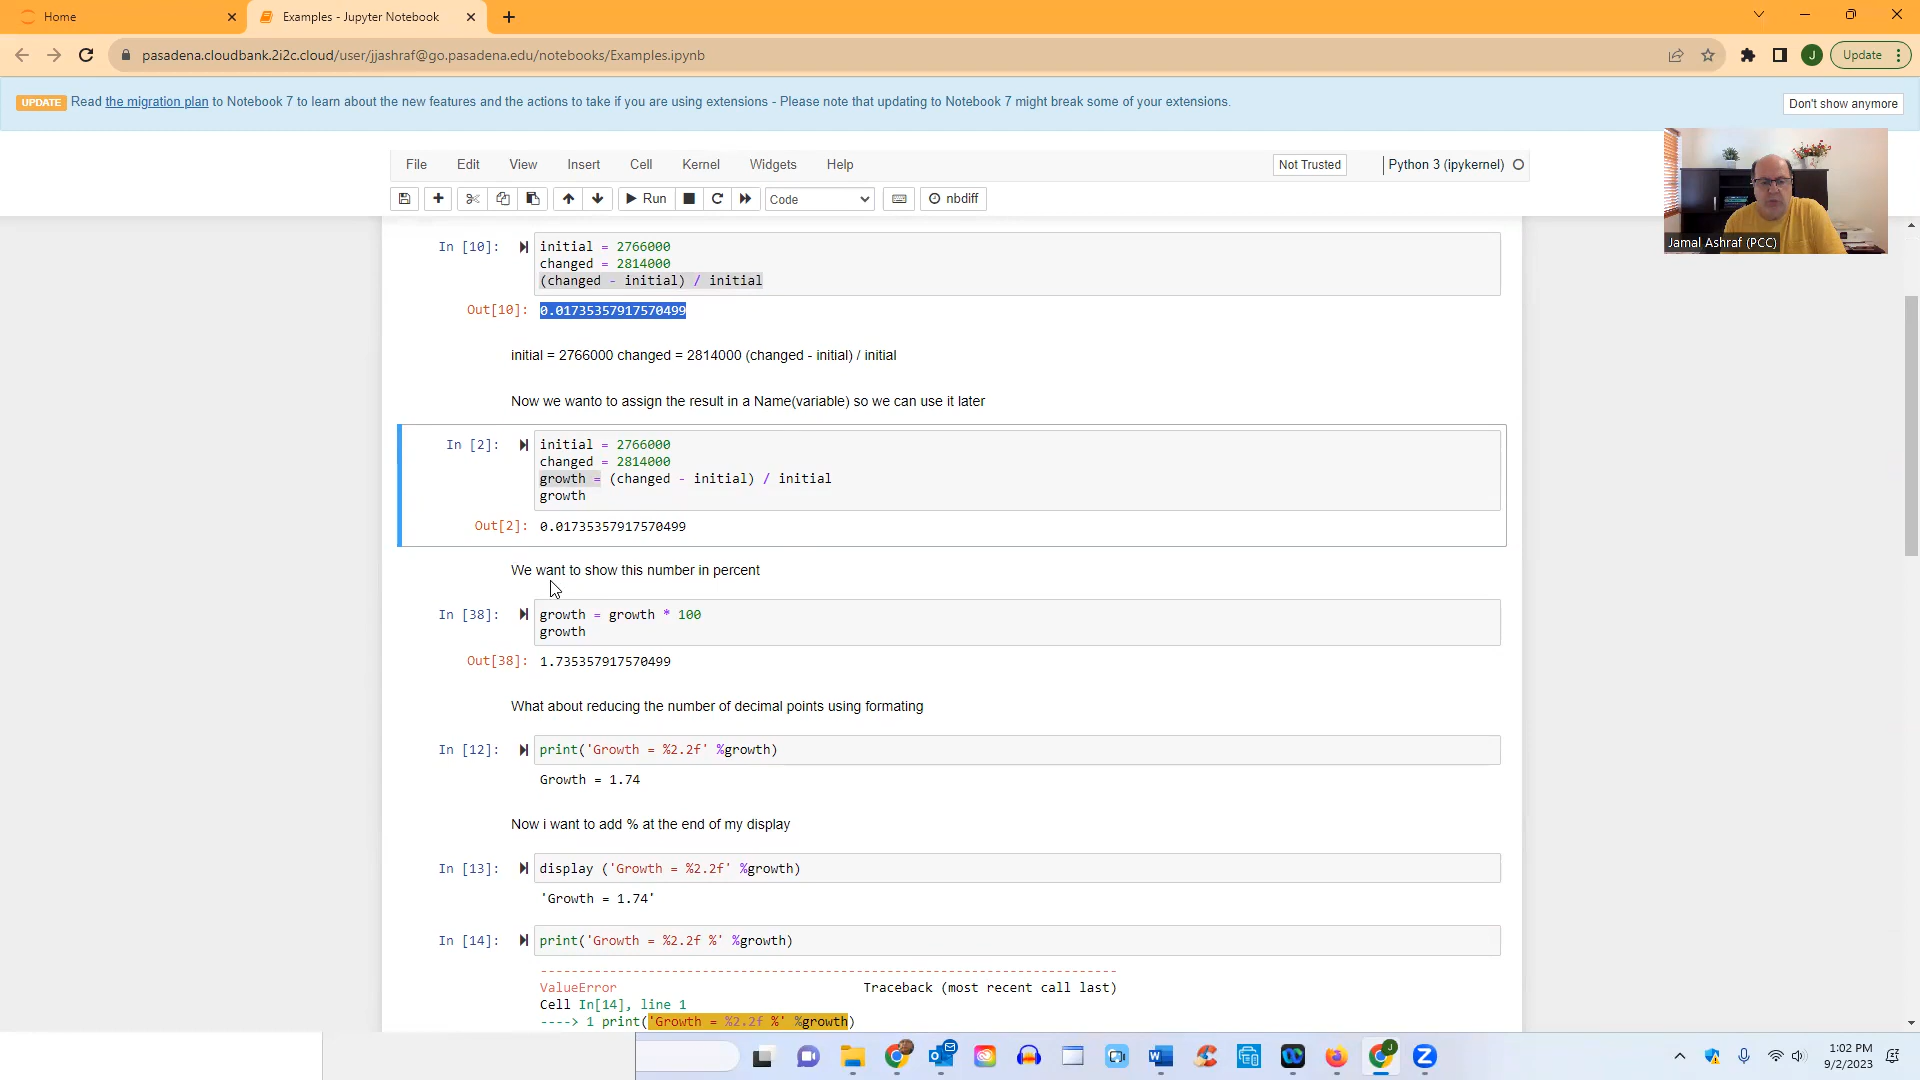 Home
Examples - Jupyter Notebook
pasadena.cloudbank.2i2c.cloud/user/jjashraf@go.pasadena.edu/notebooks/Examples.ipynb
J
Update
UPDATE Read the migration plan to Notebook 7 to learn about the new features and the actions to take if you are using extensions - Please note that updating to Notebook 7 might break some of your extensions.
Don't show anymore
File Edit View Insert Cell Kernel Widgets Help
Not Trusted
Python 3 (ipykernel)
Run
Code
nbdiff
Jamal Ashraf (PCC)
In [10]: initial = 2766000
changed = 2814000
(changed - initial) / initial
Out[10]: 0.01735357917570499
initial = 2766000 changed = 2814000 (changed - initial) / initial
Now we wanto to assign the result in a Name(variable) so we can use it later
In [2]: initial = 2766000
changed = 2814000
growth = (changed - initial) / initial
growth
Out[2]: 0.01735357917570499
We want to show this number in percent
In [38]: growth = growth * 100
growth
Out[38]: 1.735357917570499
What about reducing the number of decimal points using formating
In [12]: print('Growth = %2.2f' %growth)
Growth = 1.74
Now i want to add % at the end of my display
In [13]: display ('Growth = %2.2f' %growth)
'Growth = 1.74'
In [14]: print('Growth = %2.2f %' %growth)
---------------------------------------------------------------------------
ValueError Traceback (most recent call last)
Cell In[14], line 1
----> 1 print('Growth = %2.2f %' %growth)
1:02 PM
9/2/2023